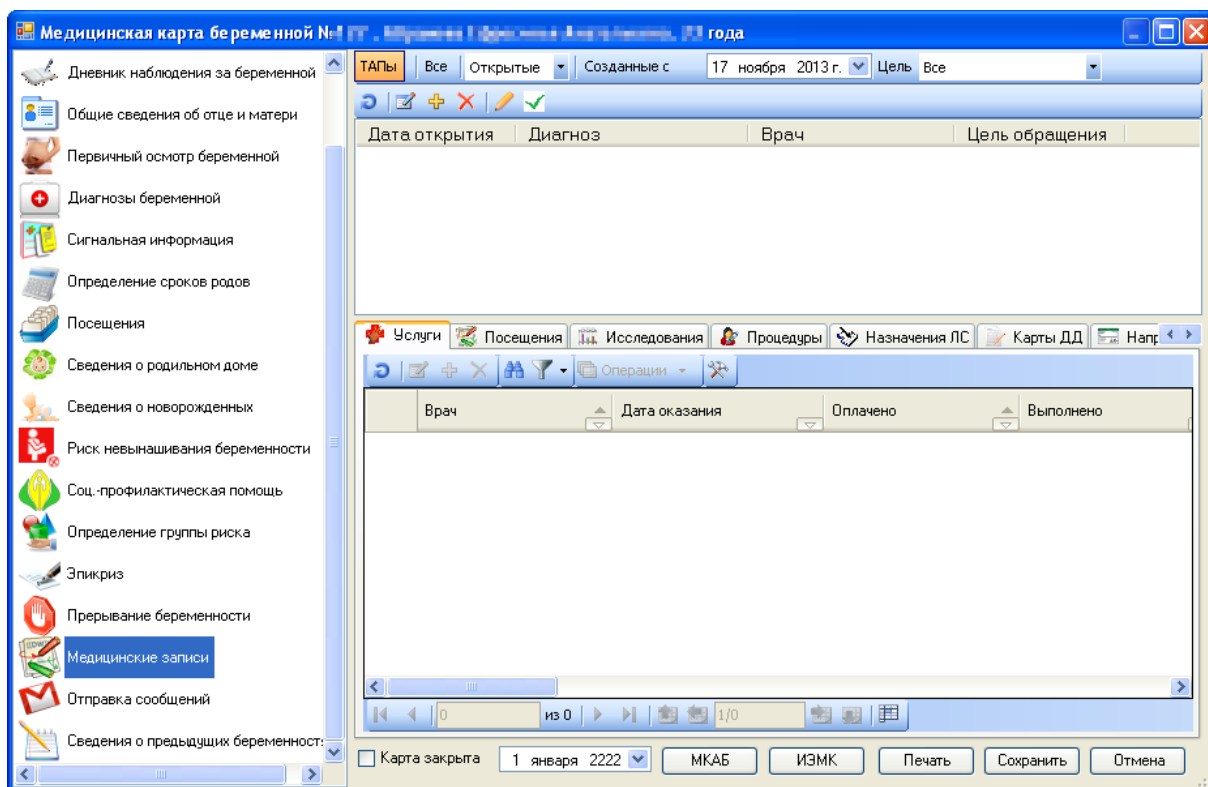 Медицинская карта беременной № года
Дневник наблюдения за беременной
Общие сведения об отце и матери
Первичный осмотр беременной
Диагнозы беременной
Сигнальная информация
Определение сроков родов
Посещения
Сведения о родильном доме
Сведения о новорожденных
Риск невынашивания беременности
Соц.-профилактическая помощь
Определение группы риска
Эпикриз
Прерывание беременности
Медицинские записи
Отправка сообщений
Сведения о предыдущих беременност
ТАПы Все Открытые Созданные с 17 ноября 2013 г. Цель Все
Дата открытия Диагноз Врач Цель обращения
Услуги Посещения Исследования Процедуры Назначения ЛС Карты ДД Напр
Операции
Врач Дата оказания Оплачено Выполнено
0 из 0 1/0
Карта закрыта 1 января 2222 МКАБ ИЭМК Печать Сохранить Отмена